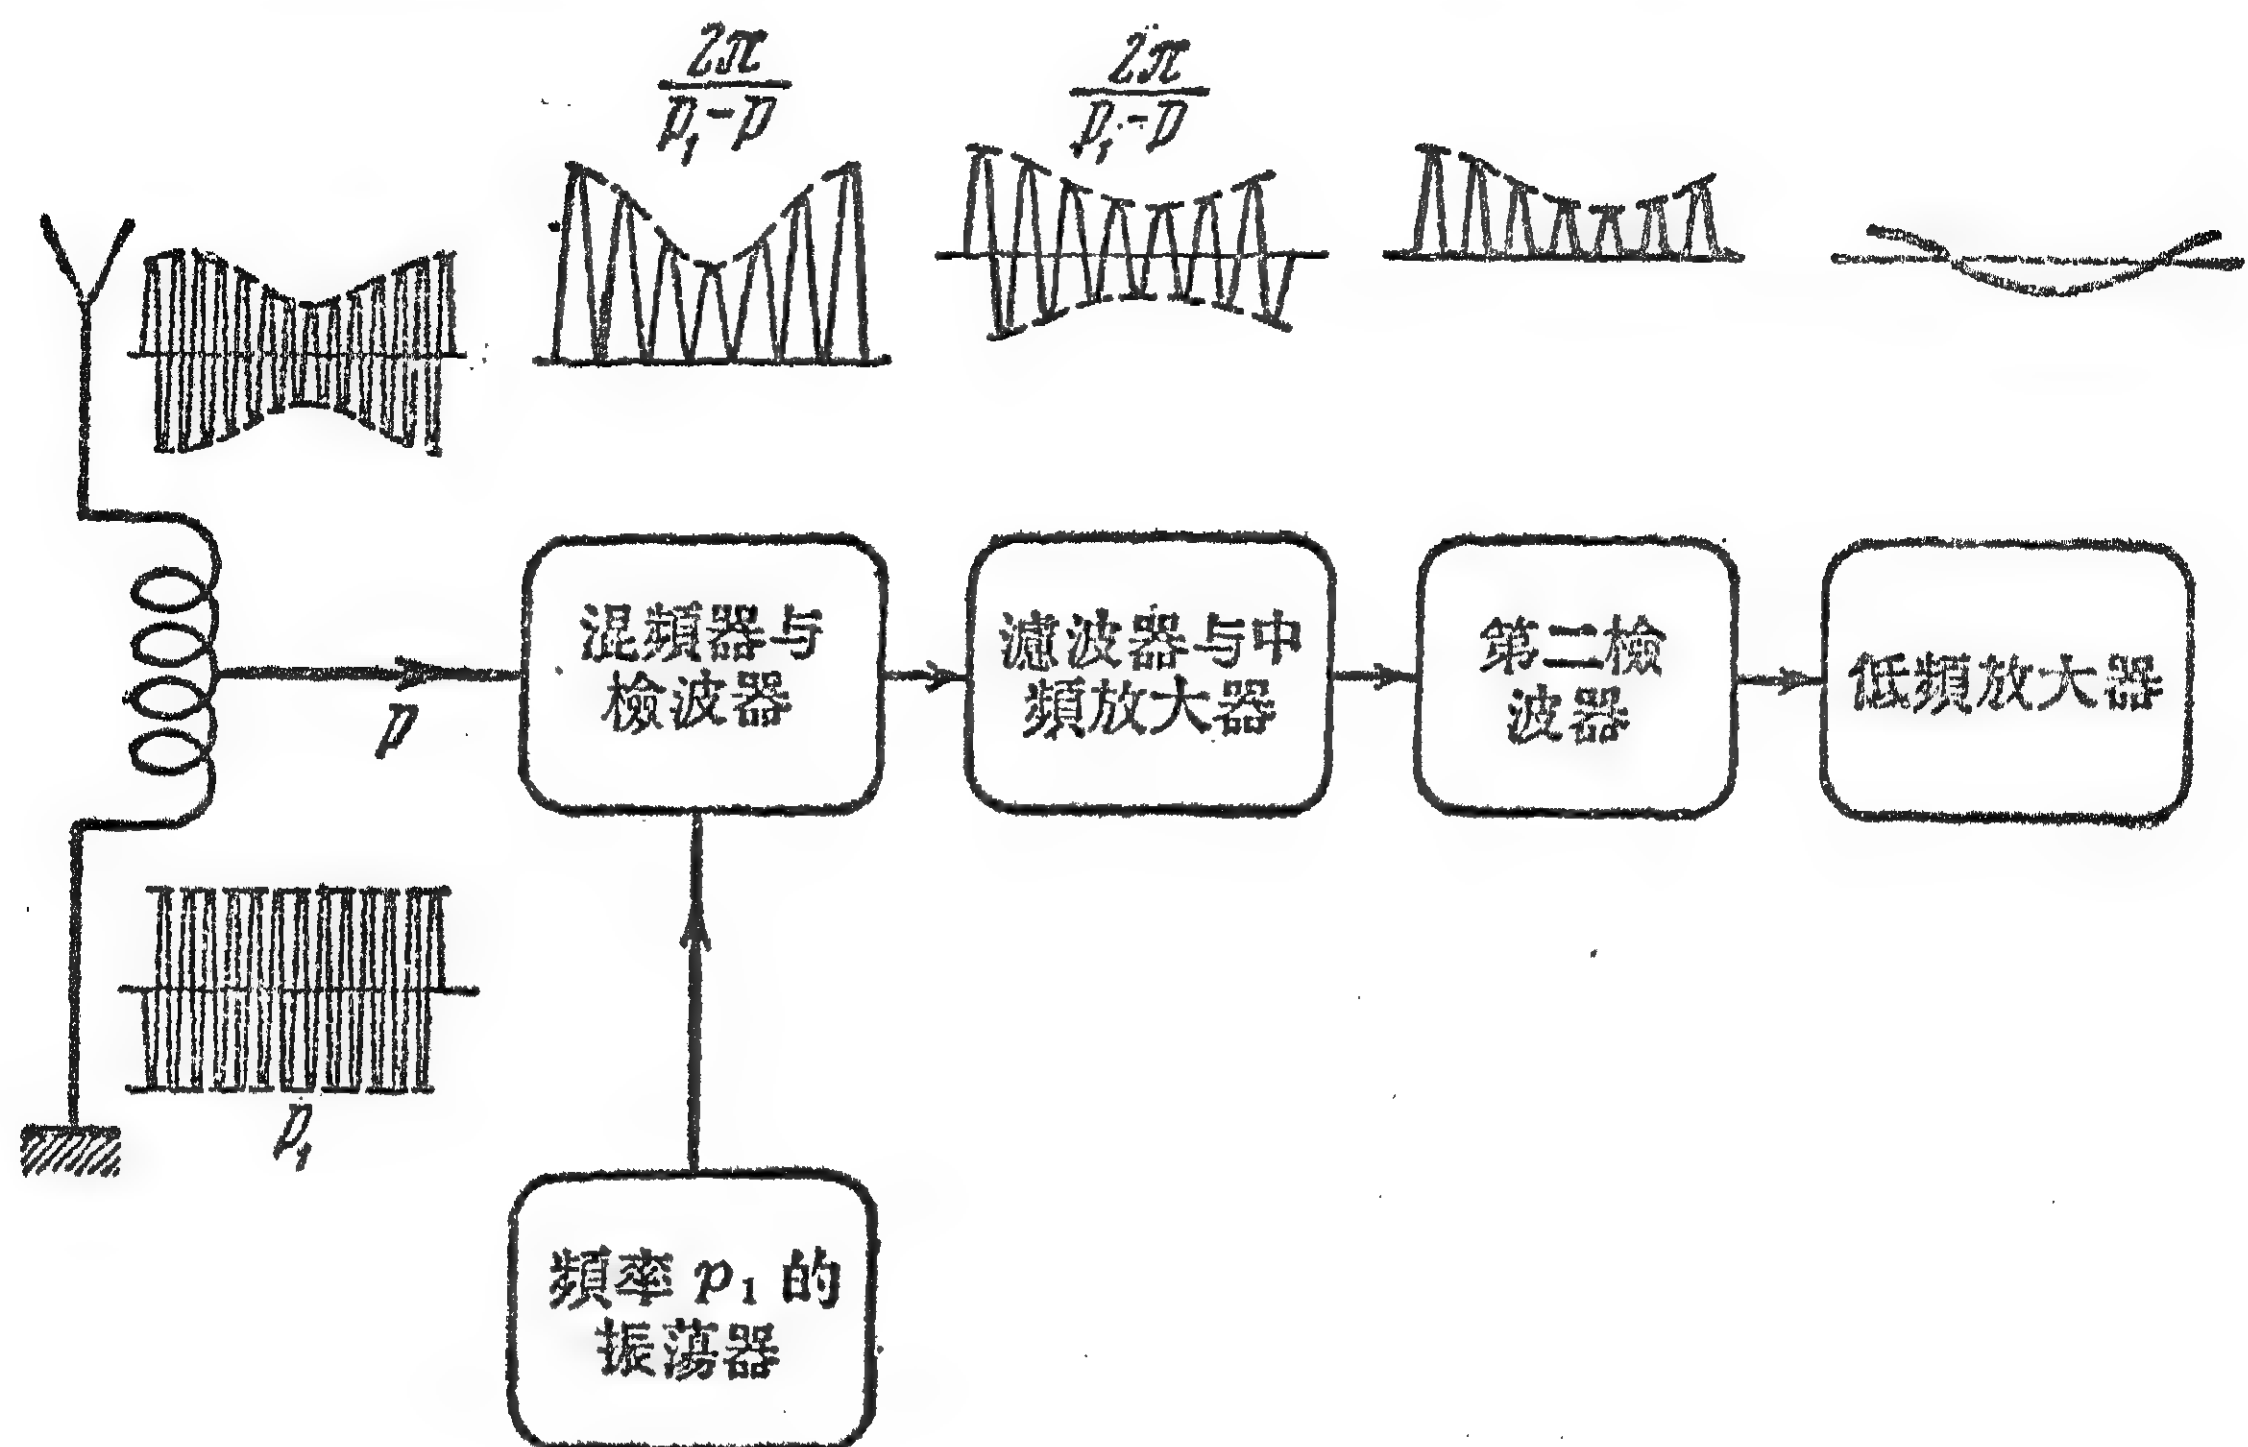 2π
p₁-p
2π
p₁-p
p
混頻器与
檢波器
濾波器与中
頻放大器
第二檢
波器
低頻放大器
p₁
頻率 p₁ 的
振蕩器